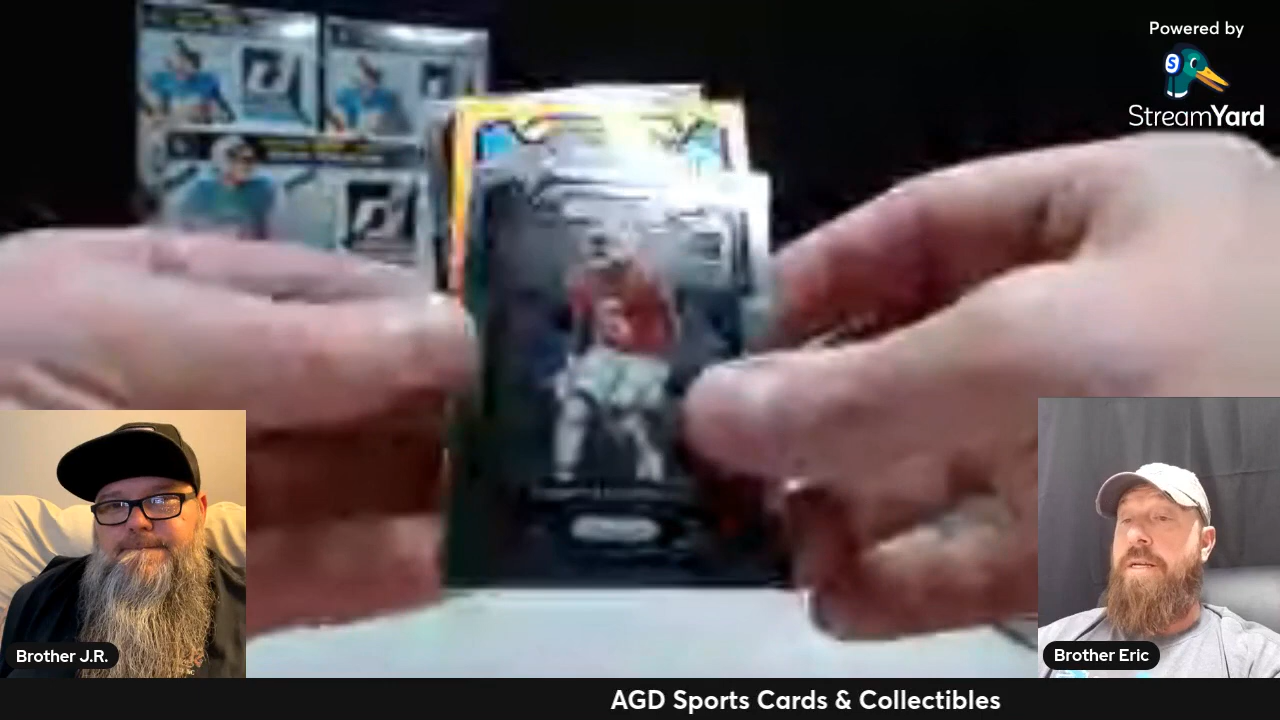 Powered by
StreamYard
Brother J.R.
Brother Eric
AGD Sports Cards & Collectibles